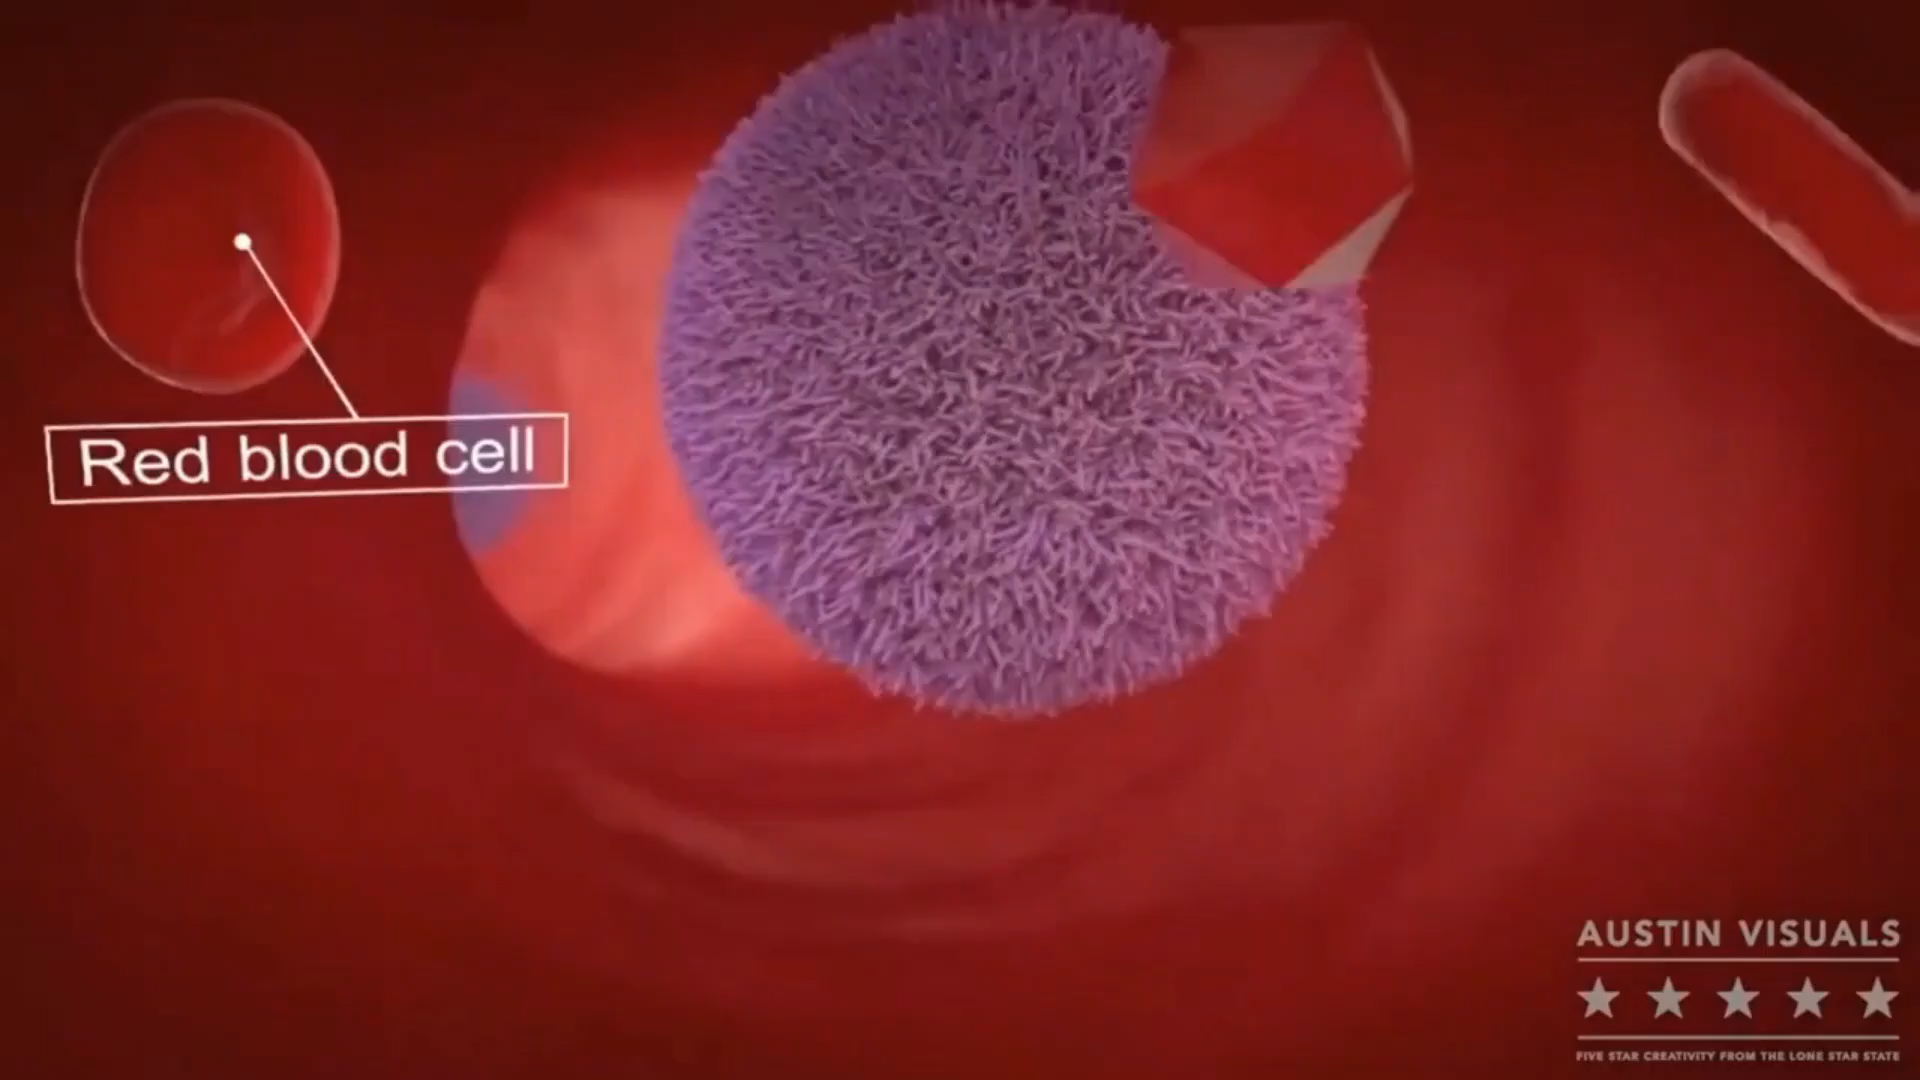 Red blood cell
AUSTIN VISUALS
FIVE STAR CREATIVITY FROM THE LONE STAR STATE